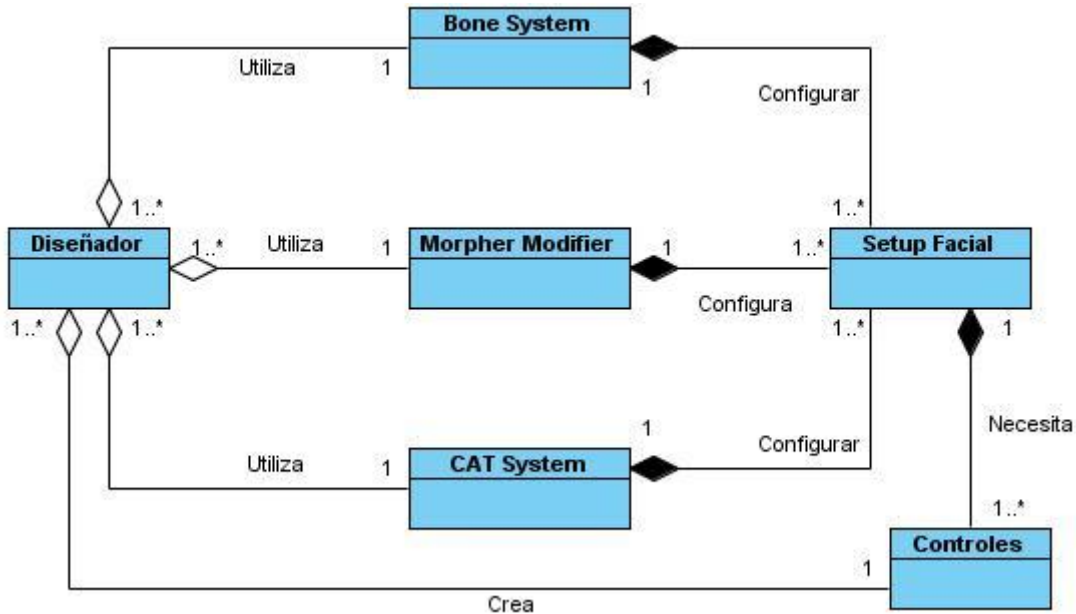 Bone System
Utiliza
1
1
Configurar
1..*
1..*
Diseñador
1..*
Utiliza
1
Morpher Modifier
1
1..*
Setup Facial
Configura
1..*
1..*
1..*
1
Necesita
Utiliza
1
CAT System
1
Configurar
1..*
Controles
1
Crea